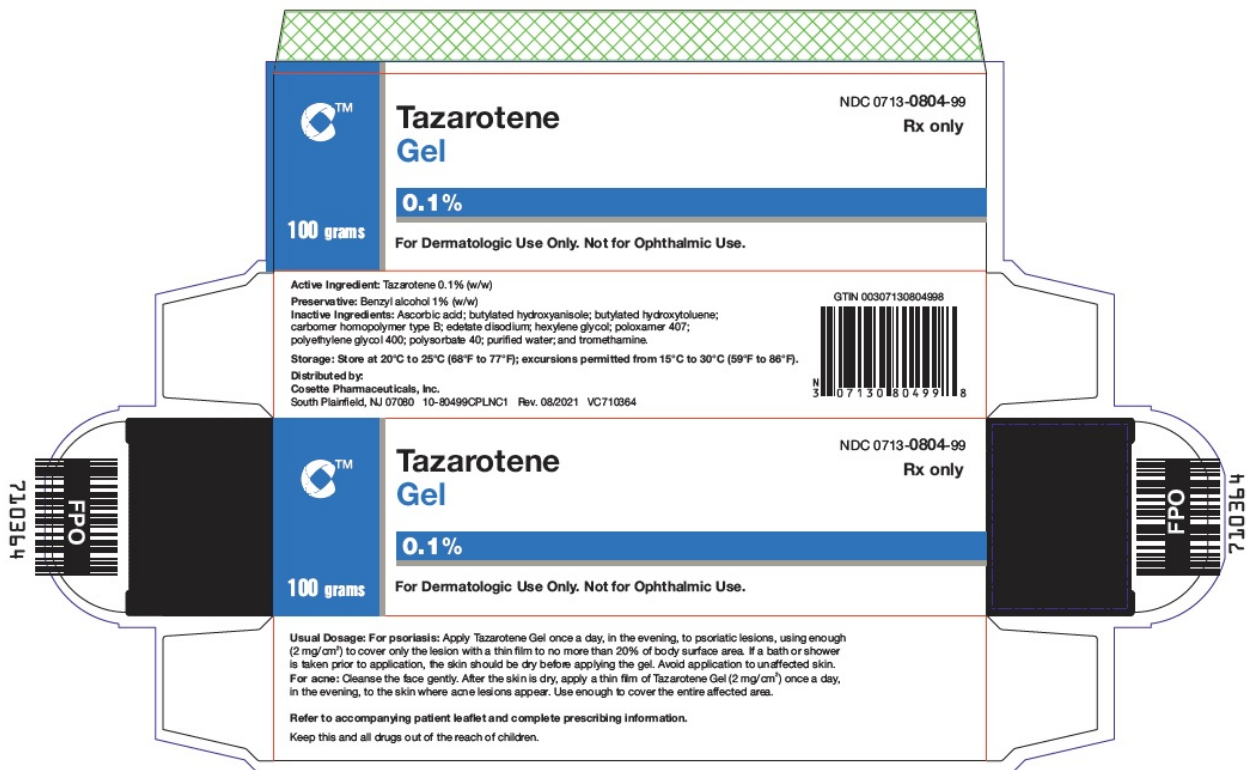 TM
Tazarotene
Gel
NDC 0713-0804-99
Rx only
0.1%
100 grams
For Dermatologic Use Only. Not for Ophthalmic Use.
Active Ingredient: Tazarotene 0.1% (w/w)
Preservative: Benzyl alcohol 1% (w/w)
Inactive Ingredients: Ascorbic acid; butylated hydroxyanisole; butylated hydroxytoluene;
carbomer homopolymer type B; edetate disodium; hexylene glycol; poloxamer 407;
polyethylene glycol 400; polysorbate 40; purified water; and tromethamine.
Storage: Store at 20°C to 25°C (68°F to 77°F); excursions permitted from 15°C to 30°C (59°F to 86°F).
Distributed by:
Cosette Pharmaceuticals, Inc.
South Plainfield, NJ 07080 10-80499CPLNC1 Rev. 08/2021 VC710364
GTIN 00307130804998
N
3 07130 80499 8
TM
Tazarotene
Gel
NDC 0713-0804-99
Rx only
0.1%
100 grams
For Dermatologic Use Only. Not for Ophthalmic Use.
710364
FPO
FPO
710364
Usual Dosage: For psoriasis: Apply Tazarotene Gel once a day, in the evening, to psoriatic lesions, using enough
(2 mg/cm²) to cover only the lesion with a thin film to no more than 20% of body surface area. If a bath or shower
is taken prior to application, the skin should be dry before applying the gel. Avoid application to unaffected skin.
For acne: Cleanse the face gently. After the skin is dry, apply a thin film of Tazarotene Gel (2 mg/cm²) once a day,
in the evening, to the skin where acne lesions appear. Use enough to cover the entire affected area.
Refer to accompanying patient leaflet and complete prescribing information.
Keep this and all drugs out of the reach of children.